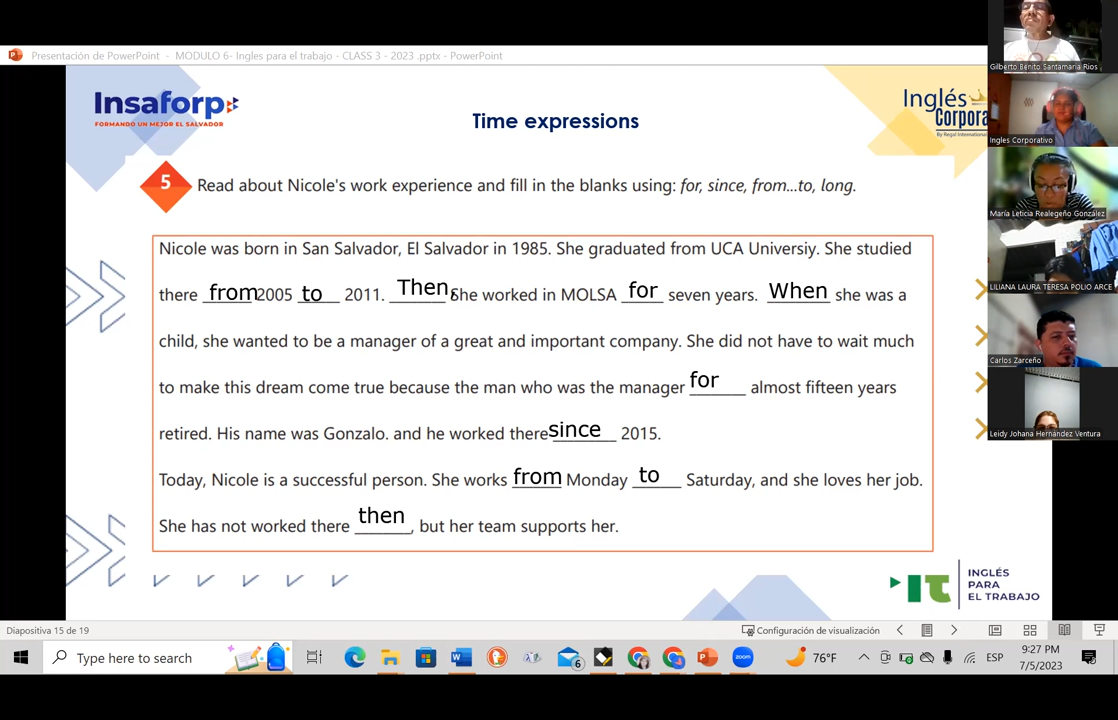 Presentación de PowerPoint - MODULO 6- Ingles para el trabajo - CLASS 3 - 2023 .pptx - PowerPoint
Insaforp
FORMANDO UN MEJOR EL SALVADOR
Time expressions
Inglés
Corpora
By Regal International
5
Read about Nicole's work experience and fill in the blanks using: for, since, from...to, long.
Nicole was born in San Salvador, El Salvador in 1985. She graduated from UCA Universiy. She studied
there from 2005 to 2011. Then, She worked in MOLSA for seven years. When she was a
child, she wanted to be a manager of a great and important company. She did not have to wait much
to make this dream come true because the man who was the manager for almost fifteen years
retired. His name was Gonzalo. and he worked there since 2015.
Today, Nicole is a successful person. She works from Monday to Saturday, and she loves her job.
She has not worked there then, but her team supports her.
IT
INGLÉS
PARA
EL TRABAJO
Gilberto Benito Santamaria Rios
Ingles Corporativo
María Leticia Realegeño González
LILIANA LAURA TERESA POLIO ARCE
Carlos Zarceño
Leidy Johana Hernández Ventura
Diapositiva 15 de 19
Configuración de visualización
Type here to search
6
zoom
76°F
ESP
9:27 PM
7/5/2023